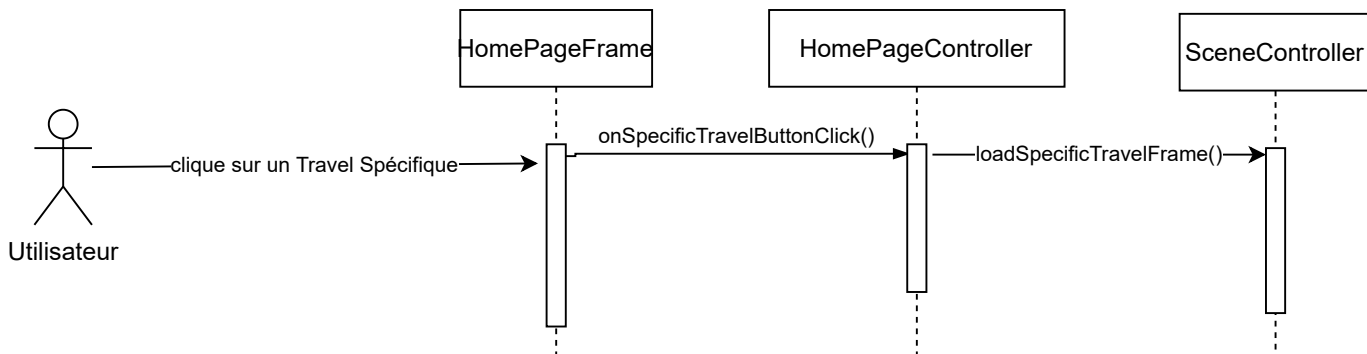 HomePageFrame
HomePageController
SceneController
onSpecificTravelButtonClick()
clique sur un Travel Spécifique
loadSpecificTravelFrame()
Utilisateur